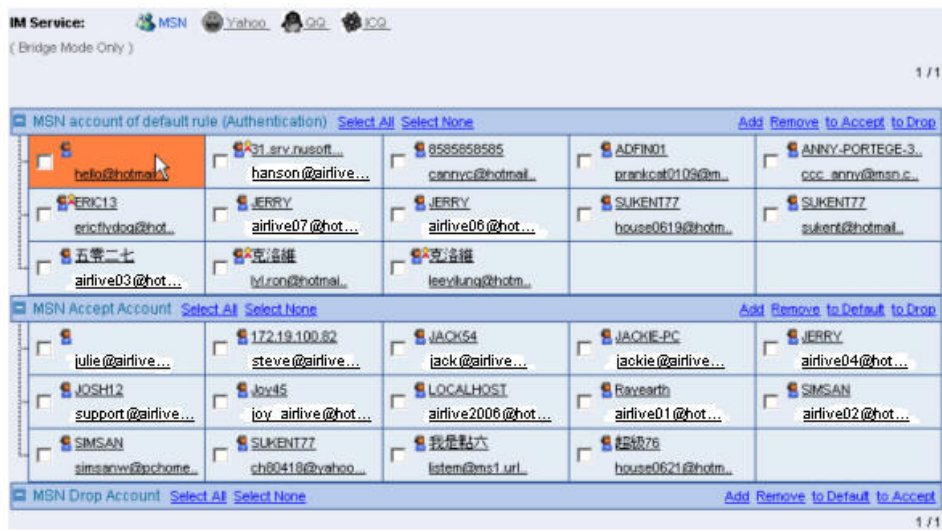 IM Service: MSN Yahoo QQ ICQ
( Bridge Mode Only )
1 / 1
MSN account of default rule (Authentication) Select All Select None Add Remove to Accept to Drop
31.srv.nusoft... 8585858585 ADFIN01 ANNY-PORTEGE-3..
hello@hotmail.. hanson@airlive... cannyc@hotmail.. prankcat0109@m.. ccc_anny@msn.c..
ERIC13 JERRY JERRY SUKENT77 SUKENT77
ericflydog@hot.. airlive07@hot... airlive06@hot... house0619@hotm.. sukent@hotmail..
五零二七 克洛維 克洛維
airlive03@hot... lyl.ron@hotmai.. leeyilung@hotm..
MSN Accept Account Select All Select None Add Remove to Default to Drop
172.19.100.82 JACK54 JACKIE-PC JERRY
julie@airlive... steve@airlive... jack@airlive... jackie@airlive... airlive04@hot...
JOSH12 Joy45 LOCALHOST Rayearth SIMSAN
support@airlive... joy_airlive@hot... airlive2006@hot... airlive01@hot... airlive02@hot...
SIMSAN SUKENT77 我是點六 超級76
simsanw@pchome.. ch80418@yahoo... listem@ms1.url.. house0621@hotm..
MSN Drop Account Select All Select None Add Remove to Default to Accept
1 / 1